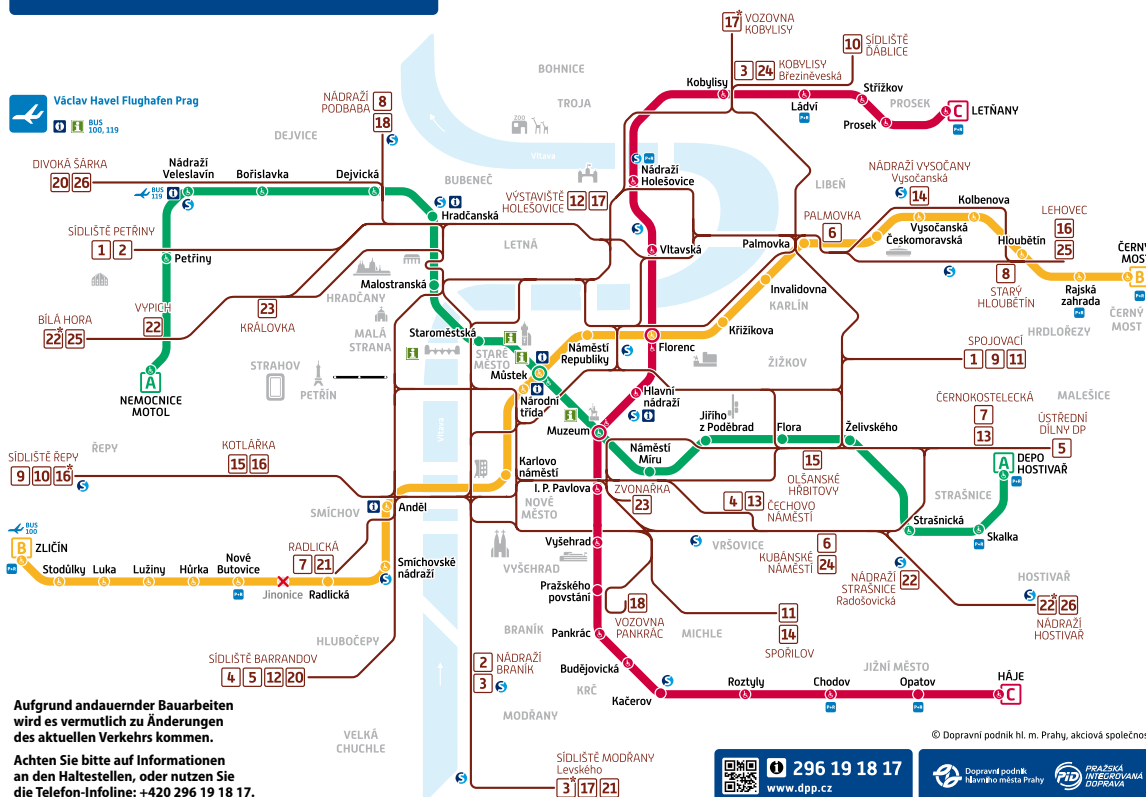 17*
VOZOVNA
KOBYLISY
10
SÍDLIŠTĚ
ĎÁBLICE
3 24
KOBYLISY
Březiněveská
BOHNICE
TROJA
Kobylisy
Ládví
P+R
Střížkov
PROSEK
Prosek
C LETŇANY
P+R
Václav Havel Flughafen Prag
BUS
100, 119
NÁDRAŽÍ
PODBABA
8
18
S
DEJVICE
ZOO
Vltava
DIVOKÁ ŠÁRKA
20 26
Nádraží
Veleslavín
BUS
119
S
Bořislavka
Dejvická
BUBENEČ
S
Hradčanská
VÝSTAVIŠTĚ
HOLEŠOVICE
12 17
S P+R
Nádraží
Holešovice
LIBEŇ
NÁDRAŽÍ VYSOČANY
Vysočanská
S
14
Kolbenova
LEHOVEC
16
25
SÍDLIŠTĚ PETŘINY
1 2
Petřiny
LETNÁ
S
Vltavská
PALMOVKA
6
Palmovka
Vysočanská
Českomoravská
Hloubětín
S
8
STARÝ
HLOUBĚTÍN
ČERNÝ
MOST
B
P+R
Rajská
zahrada
P+R
ČERNÝ
MOST
HRDLOŘEZY
Malostranská
HRADČANY
Invalidovna
KARLÍN
VYPICH
22
23
KRÁLOVKA
BÍLÁ HORA
22* 25
MALÁ
STRANA
Staroměstská
STARÉ
MĚSTO
Můstek
Náměstí
Republiky
S
Florenc
Křižíkova
ŽIŽKOV
SPOJOVACÍ
1 9 11
STRAHOV
PETŘÍN
A
NEMOCNICE
MOTOL
Národní
třída
Hlavní
nádraží
S
Muzeum
MALEŠICE
ČERNOKOSTELECKÁ
7
13
ÚSTŘEDNÍ
DÍLNY DP
5
Vltava
Jiřího
z Poděbrad
Flora
Želivského
Náměstí
Míru
ŘEPY
SÍDLIŠTĚ ŘEPY
9 10 16*
S
KOTLÁŘKA
15 16
Karlovo
náměstí
I. P. Pavlova
ZVONAŘKA
23
15
OLŠANSKÉ
HŘBITOVY
A DEPO
HOSTIVAŘ
P+R
STRAŠNICE
SMÍCHOV
Anděl
NOVÉ
MĚSTO
4 13
ČECHOVO
NÁMĚSTÍ
Strašnická
Skalka
P+R
BUS
100
B ZLIČÍN
P+R
Stodůlky
Luka
Lužiny
Hůrka
Nové
Butovice
P+R
RADLICKÁ
7 21
Jinonice
Radlická
Smíchovské
nádraží
S
VYŠEHRAD
Vyšehrad
S
VRŠOVICE
6
24
KUBÁNSKÉ
NÁMĚSTÍ
S
22
NÁDRAŽÍ
STRAŠNICE
Radošovická
HOSTIVAŘ
S
22* 26
NÁDRAŽÍ
HOSTIVAŘ
Pražského
povstání
18
VOZOVNA
PANKRÁC
11
14
SPOŘILOV
HLUBOČEPY
BRANÍK
Pankrác
MICHLE
SÍDLIŠTĚ BARRANDOV
4 5 12 20
2
3
NÁDRAŽÍ
BRANÍK
S
Budějovická
KRČ
Kačerov
S
Roztyly
Chodov
P+R
JIŽNÍ MĚSTO
Opatov
P+R
HÁJE
C
MODŘANY
VELKÁ
CHUCHLE
S
SÍDLIŠTĚ MODŘANY
Levského
3* 17 21
Aufgrund andauernder Bauarbeiten
wird es vermutlich zu Änderungen
des aktuellen Verkehrs kommen.
Achten Sie bitte auf Informationen
an den Haltestellen, oder nutzen Sie
die Telefon-Infoline: +420 296 19 18 17.
© Dopravní podnik hl. m. Prahy, akciová společnos
296 19 18 17
www.dpp.cz
Dopravní podnik
hlavního města Prahy
PID
PRAŽSKÁ
INTEGROVANÁ
DOPRAVA